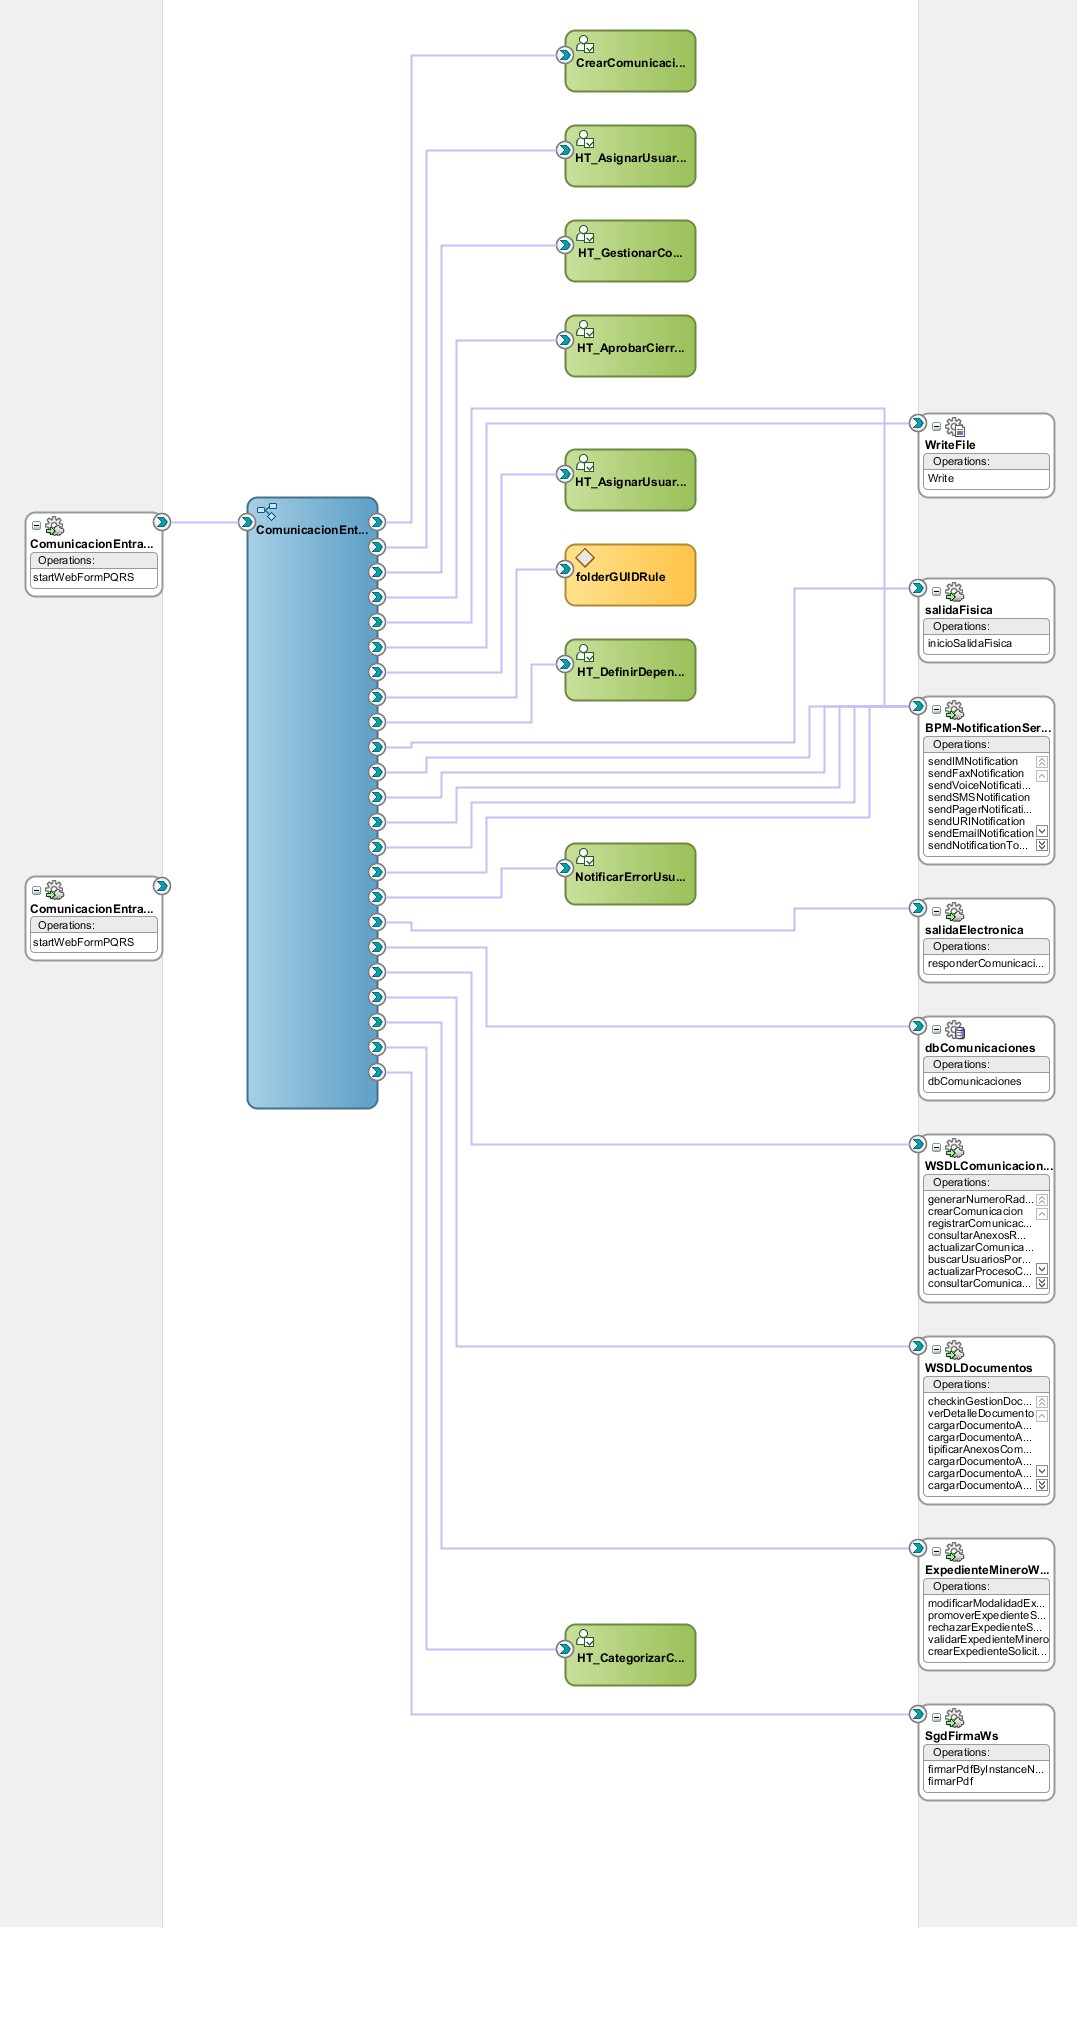 CrearComunicaci...
HT_AsignarUsuar...
HT_GestionarCo...
HT_AprobarCierr...
WriteFile
Operations:
Write
HT_AsignarUsuar...
ComunicacionEnt...
ComunicacionEntra...
Operations:
startWebFormPQRS
folderGUIDRule
salidaFisica
Operations:
inicioSalidaFisica
HT_DefinirDepen...
BPM-NotificationSer...
Operations:
sendIMNotification
sendFaxNotification
sendVoiceNotificati...
sendSMSNotification
sendPagerNotificati...
sendURINotification
sendEmailNotification
sendNotificationTo...
NotificarErrorUsu...
ComunicacionEntra...
Operations:
startWebFormPQRS
salidaElectronica
Operations:
responderComunicaci...
dbComunicaciones
Operations:
dbComunicaciones
WSDLComunicacion...
Operations:
generarNumeroRad...
crearComunicacion
registrarComunicac...
consultarAnexosR...
actualizarComunica...
buscarUsuariosPor...
actualizarProcesoC...
consultarComunica...
WSDLDocumentos
Operations:
checkinGestionDoc...
verDetalleDocumento
cargarDocumentoA...
cargarDocumentoA...
tipificarAnexosCom...
cargarDocumentoA...
cargarDocumentoA...
cargarDocumentoA...
ExpedienteMineroW...
Operations:
modificarModalidadEx...
promoverExpedienteS...
rechazarExpedienteS...
validarExpedienteMinero
crearExpedienteSolicit...
HT_CategorizarC...
SgdFirmaWs
Operations:
firmarPdfByInstanceN...
firmarPdf